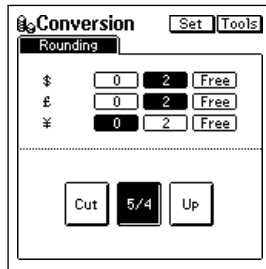 Conversion Set Tools
Rounding
$ 0 2 Free
£ 0 2 Free
¥ 0 2 Free
Cut 5/4 Up